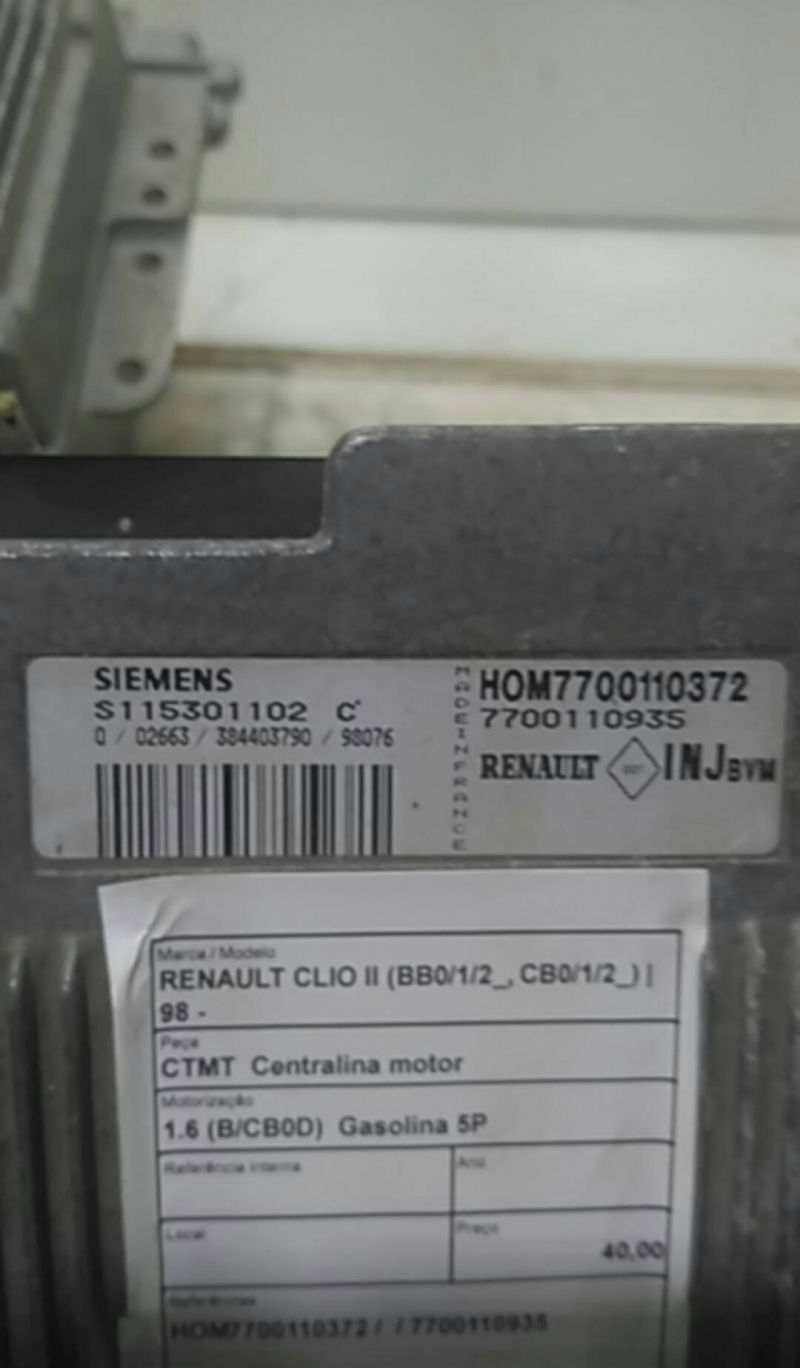 SIEMENS
S115301102 C
0 / 02663 / 384403790 / 98076
MADE IN FRANCE
HOM7700110372
7700110935
RENAULT INJ BVM
Marca / Modelo
RENAULT CLIO II (BB0/1/2_, CB0/1/2_) |
98 -
Peça
CTMT Centralina motor
Motorização
1.6 (B/CB0D) Gasolina 5P
Referência interna Ano
Local Preço
40,00
Referências
HOM7700110372 / / 7700110935